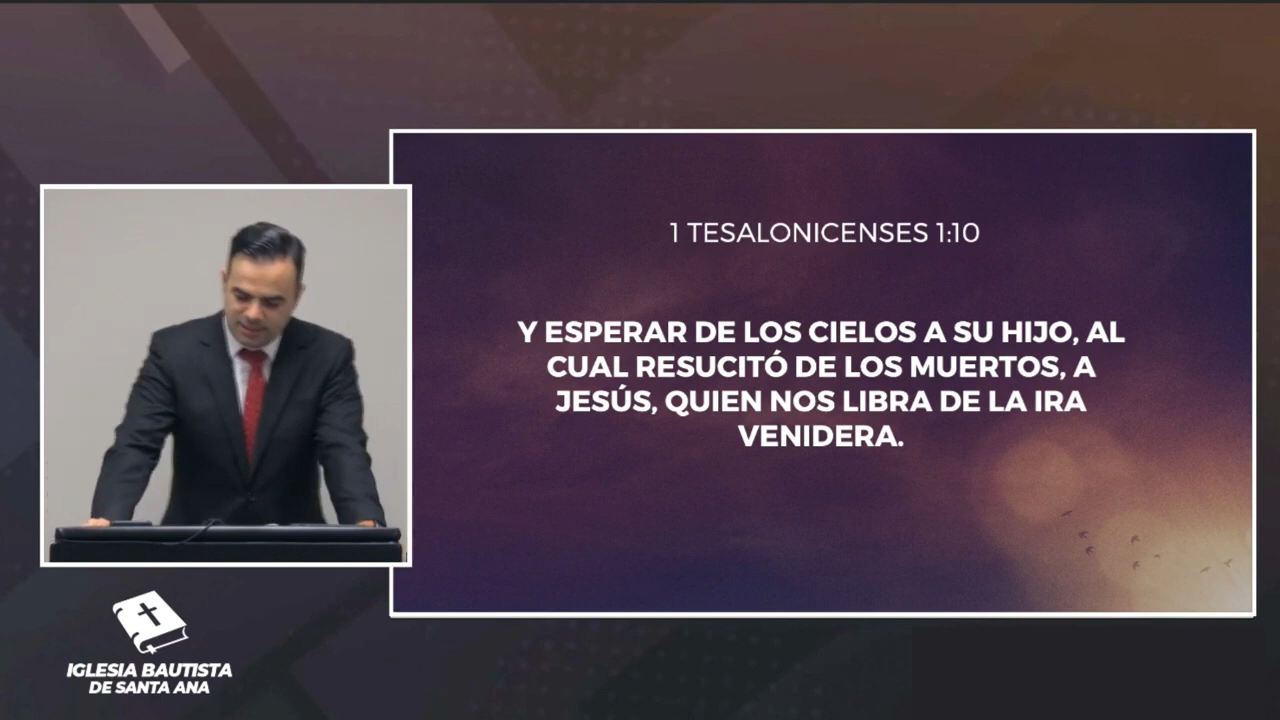 1 TESALONICENSES 1:10
Y ESPERAR DE LOS CIELOS A SU HIJO, AL
CUAL RESUCITÓ DE LOS MUERTOS, A
JESÚS, QUIEN NOS LIBRA DE LA IRA
VENIDERA.
IGLESIA BAUTISTA
DE SANTA ANA